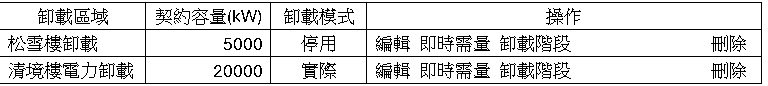 卸載區域 契約容量(kW) 卸載模式 操作
松雪樓卸載 5000 停用 編輯 即時需量 卸載階段 刪除
清境樓電力卸載 20000 實際 編輯 即時需量 卸載階段 刪除